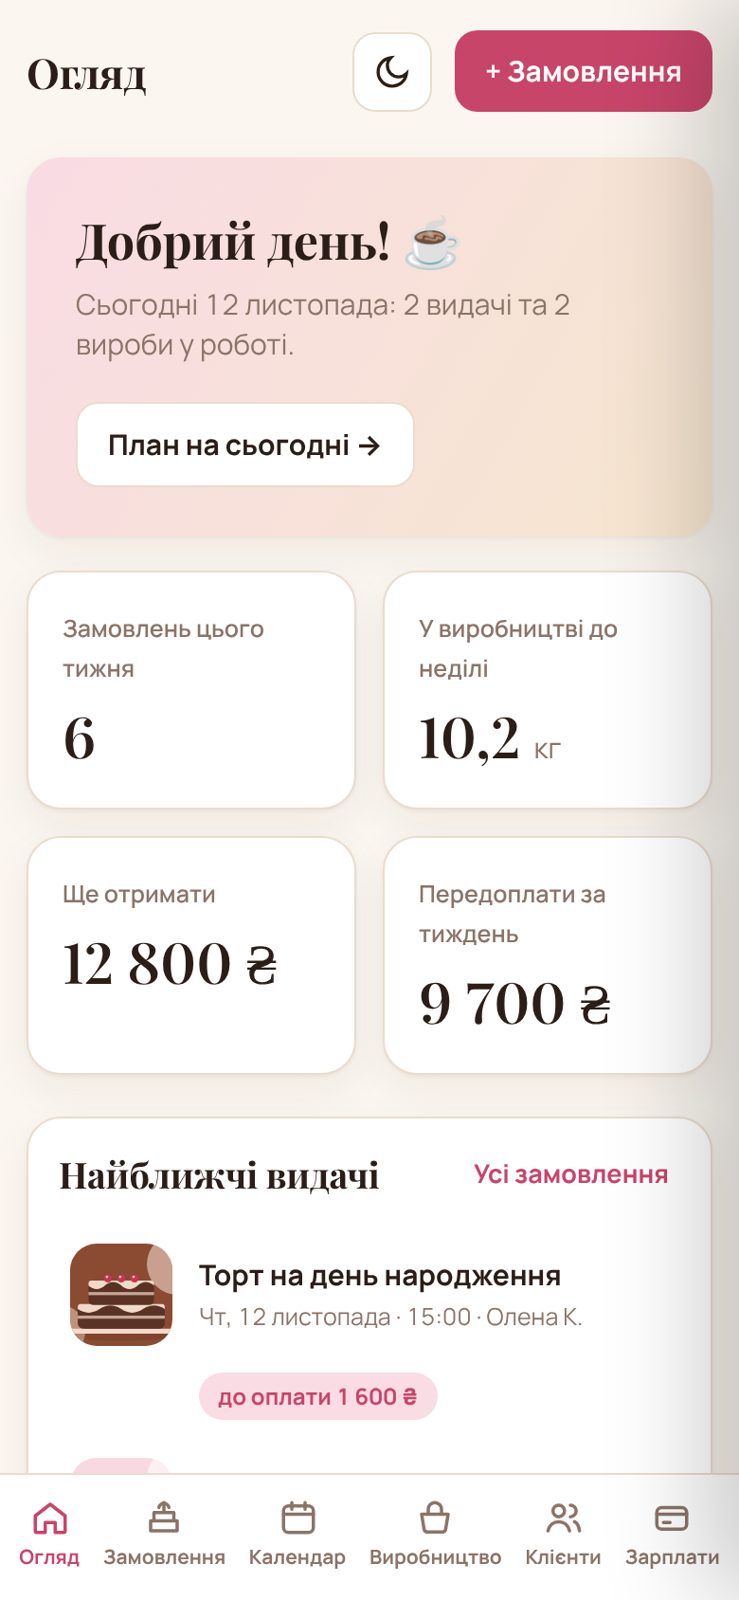 Огляд
+ Замовлення
Добрий день! ☕
Сьогодні 12 листопада: 2 видачі та 2
вироби у роботі.
План на сьогодні →
Замовлень цього
тижня
6
У виробництві до
неділі
10,2 кг
Ще отримати
12 800 ₴
Передоплати за
тиждень
9 700 ₴
Найближчі видачі
Усі замовлення
Торт на день народження
Чт, 12 листопада · 15:00 · Олена К.
до оплати 1 600 ₴
Огляд
Замовлення
Календар
Виробництво
Клієнти
Зарплати